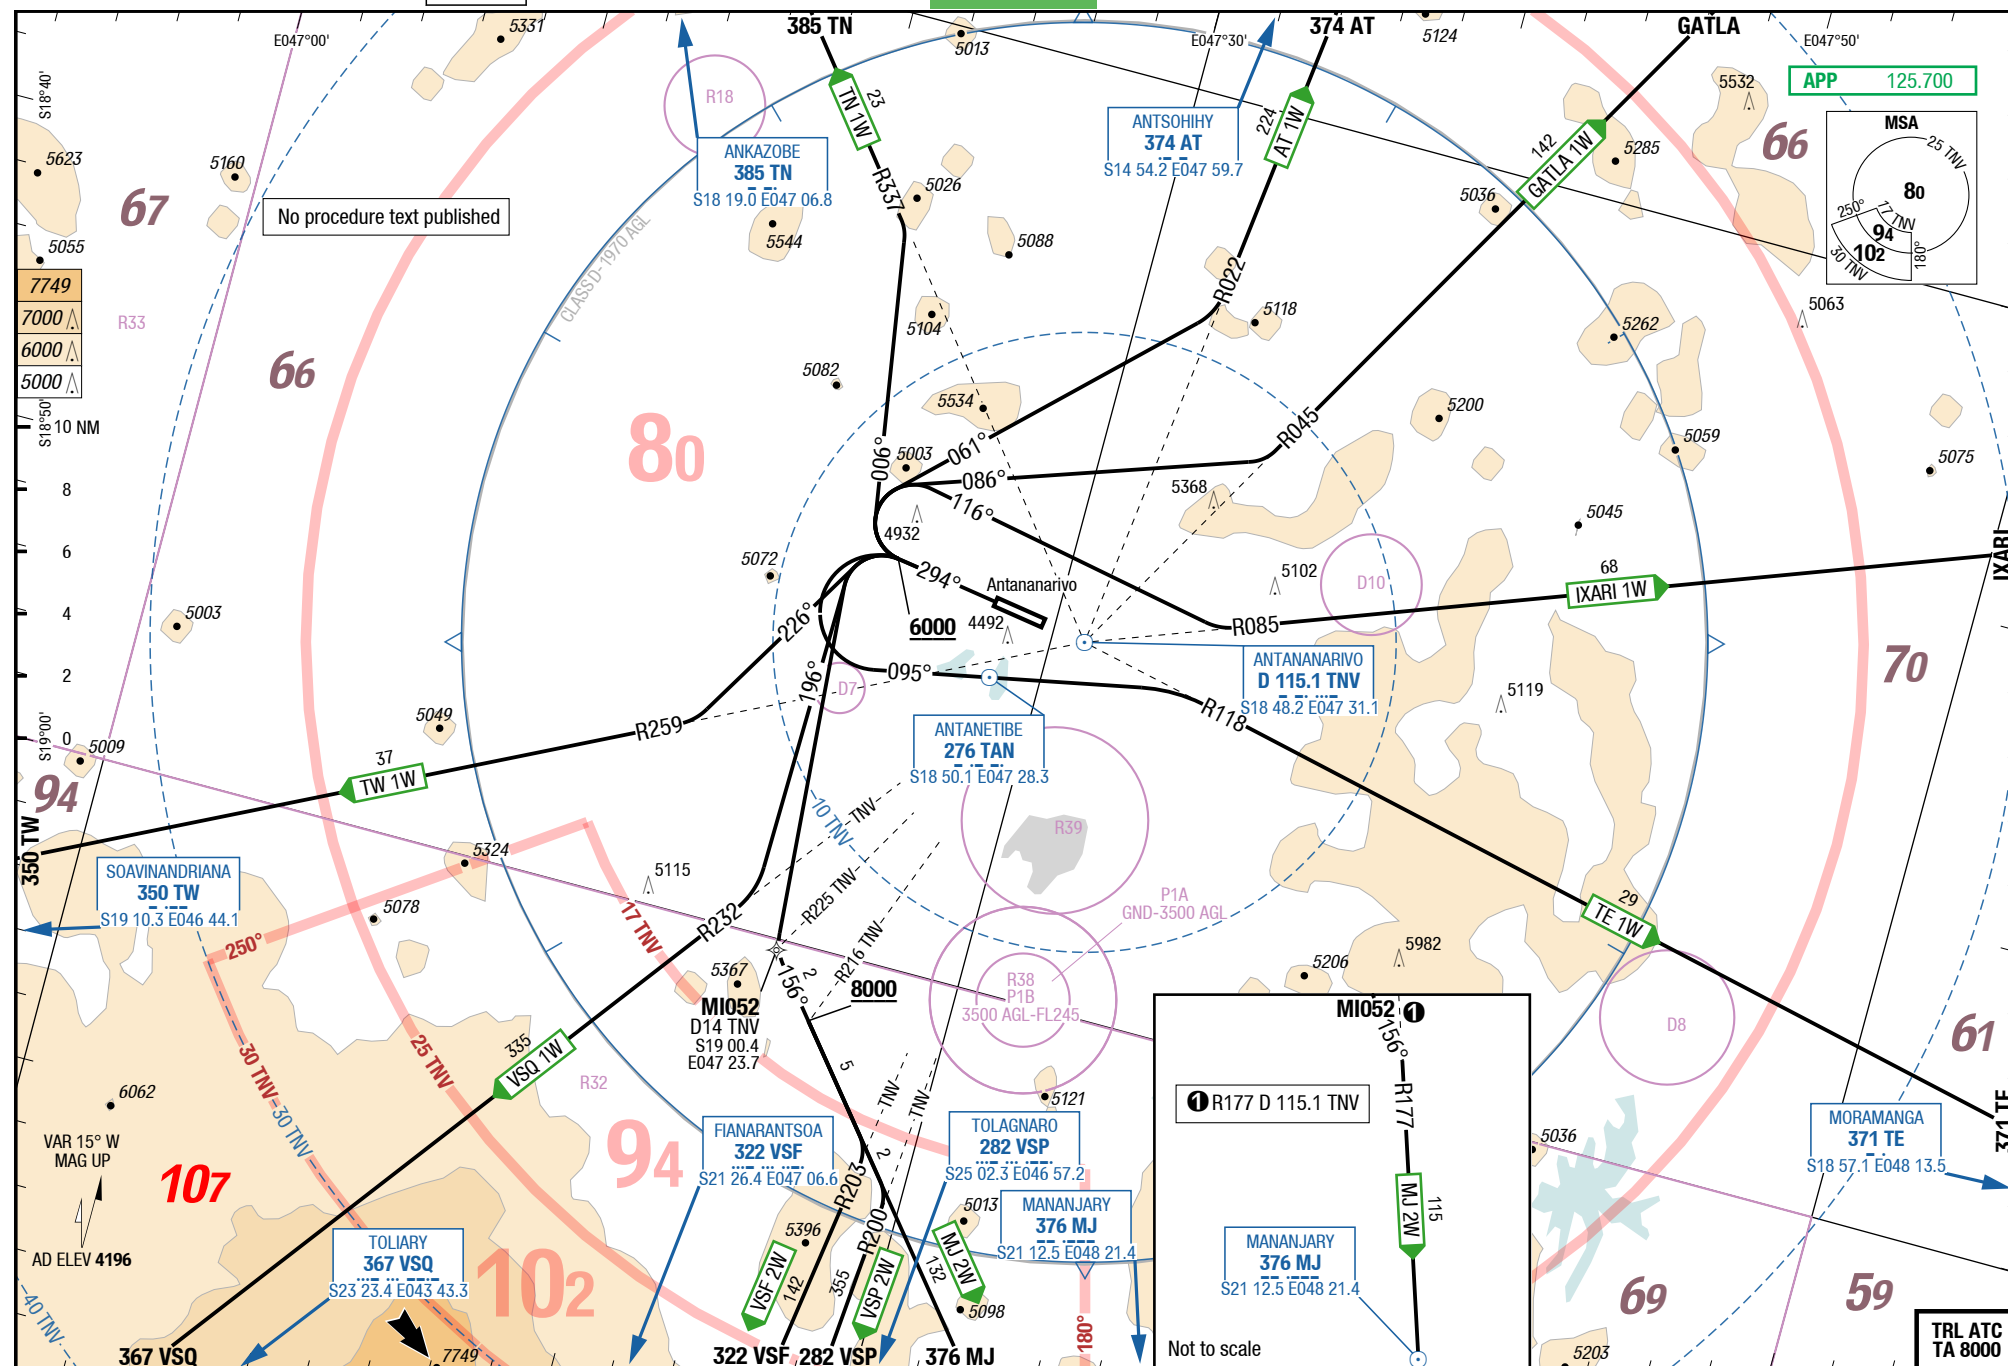 385 TN
374 AT
GATLA
E047°00'
E047°30'
E047°50'
5331
5013
5124
5532
APP 125.700
S18°40'
R18
TN 1W
23
224
AT 1W
142
GATLA 1W
5285
66
MSA
25 TNV
80
250°
17 TNV
94
102
30 TNV
180°
5623
5160
67
No procedure text published
5055
ANKAZOBE
385 TN
S18 19.0 E047 06.8
ANTSOHIHY
374 AT
S14 54.2 E047 59.7
R337
5026
5036
5544
5088
CLASS D-1970 AGL
R022
7749
7000
6000
5000
R33
5104
5118
5262
5063
66
5082
5534
5200
S18°50'
10 NM
80
R045
5059
5075
006°
5003
061°
086°
116°
5368
8
4932
5045
6
5072
294°
Antananarivo
5102
D10
68
IXARI 1W
IXARI
4
5003
226°
6000
4492
R085
2
196°
D7
095°
ANTANANARIVO
D 115.1 TNV
S18 48.2 E047 31.1
5119
70
5049
R259
R118
S19°00'
0
5009
ANTANETIBE
276 TAN
S18 50.1 E047 28.3
37
TW 1W
94
TNV
10 TNV
R39
350 TW
5324
SOAVINANDRIANA
350 TW
S19 10.3 E046 44.1
5115
R225 TNV
P1A
GND-3500 AGL
5078
17 TNV
R232
29
TE 1W
250°
R216 TNV
5982
5367
2
156°
8000
5206
R38
P1B
3500 AGL-FL245
MI052
D14 TNV
S19 00.4
E047 23.7
MI052 1
156°
D8
61
30 TNV
30 TNV
25 TNV
335
VSQ 1W
R32
5
6062
TNV
TNV
5121
1 R177 D 115.1 TNV
R177
371 TE
VAR 15° W
MAG UP
107
94
FIANARANTSOA
322 VSF
S21 26.4 E047 06.6
TOLAGNARO
282 VSP
S25 02.3 E046 57.2
5036
MORAMANGA
371 TE
S18 57.1 E048 13.5
2
R203
R200
5013
MANANJARY
376 MJ
S21 12.5 E048 21.4
MJ 2W
115
AD ELEV 4196
TOLIARY
367 VSQ
S23 23.4 E043 43.3
102
5396
VSF 2W
142
355
VSP 2W
MJ 2W
132
5098
MANANJARY
376 MJ
S21 12.5 E048 21.4
69
59
40 TNV
180°
Not to scale
TRL ATC
TA 8000
367 VSQ
7749
322 VSF
282 VSP
376 MJ
5203